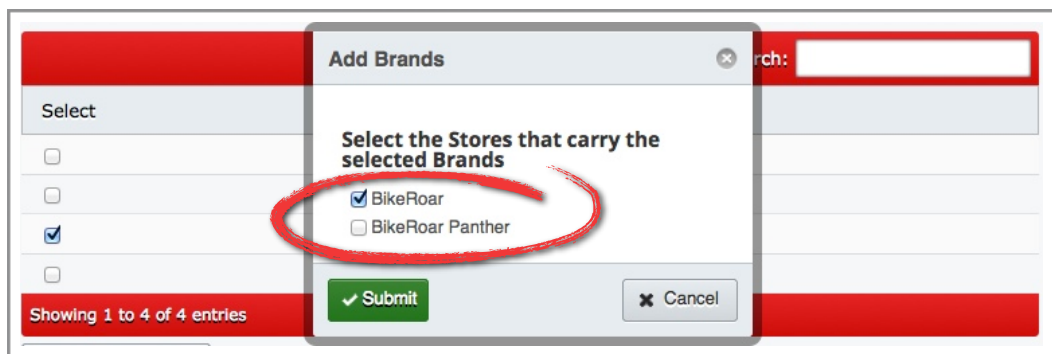 Add Brands
rch:
Select
Select the Stores that carry the
selected Brands
BikeRoar
BikeRoar Panther
Submit
Cancel
Showing 1 to 4 of 4 entries